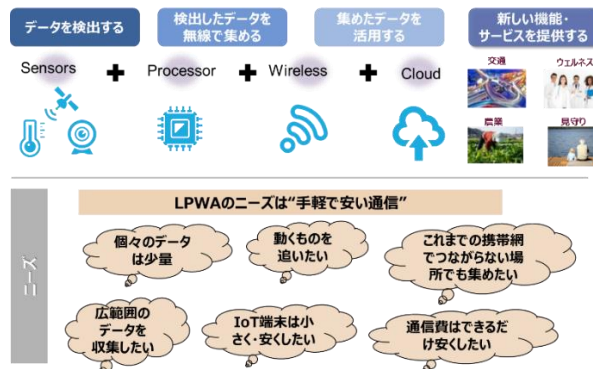 データを検出する
検出したデータを
無線で集める
集めたデータを
活用する
新しい機能・
サービスを提供する
Sensors + Processor + Wireless + Cloud
交通
ウェルネス
農業
見守り
ニーズ
LPWAのニーズは“手軽で安い通信”
個々のデータ
は少量
動くものを
追いたい
これまでの携帯網
でつながらない場
所でも集めたい
広範囲の
データを
収集したい
IoT端末は小
さく・安くしたい
通信費はできるだ
け安くしたい